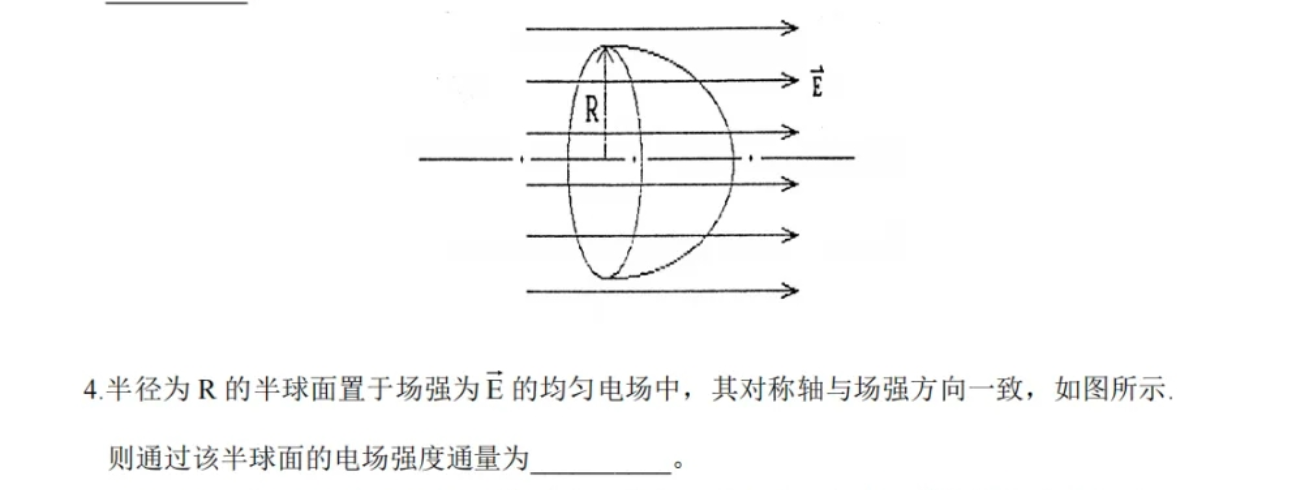 E
R
4.半径为 R 的半球面置于场强为 E 的均匀电场中，其对称轴与场强方向一致，如图所示.
则通过该半球面的电场强度通量为__________。